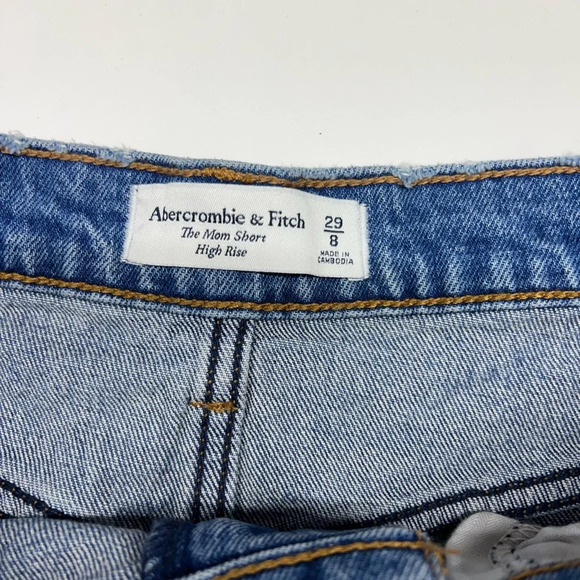 Abercrombie & Fitch
The Mom Short
High Rise
29
8
MADE IN
CAMBODIA